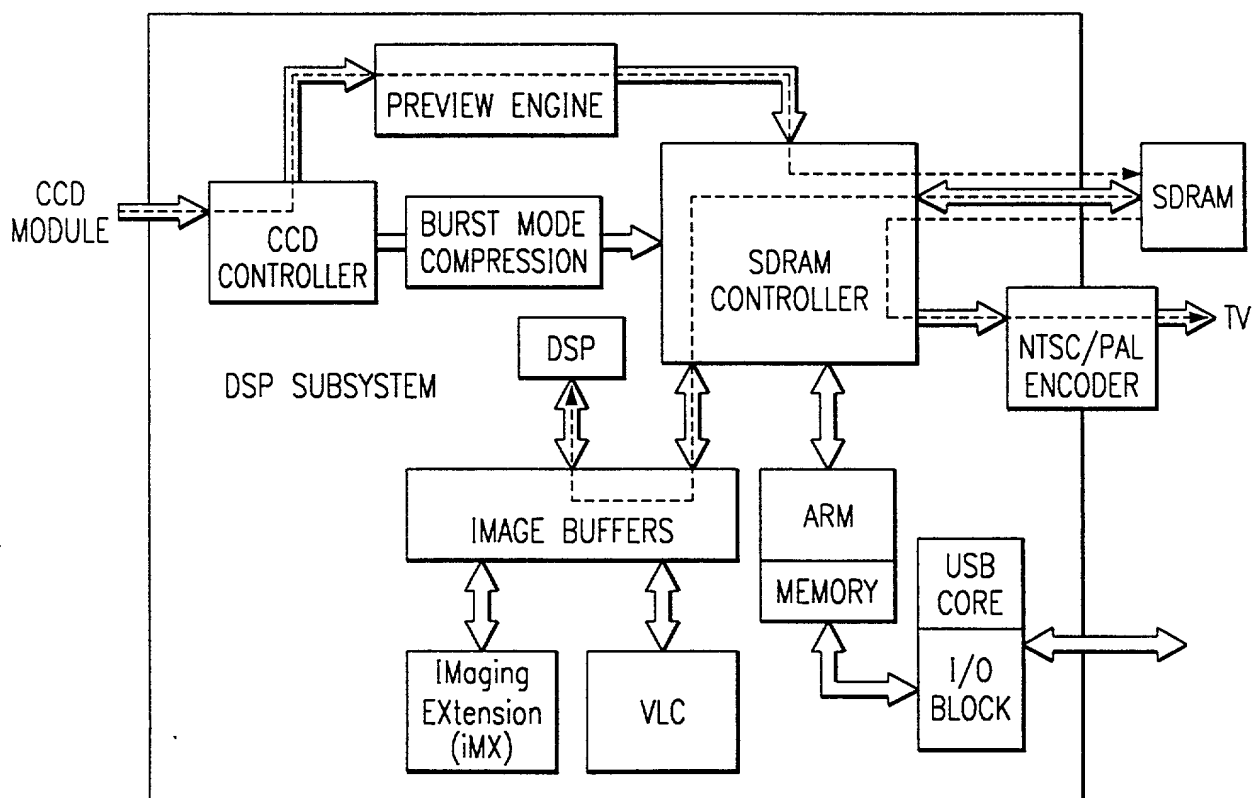 PREVIEW ENGINE
CCD
MODULE
CCD
CONTROLLER
BURST MODE
COMPRESSION
SDRAM
CONTROLLER
SDRAM
NTSC/PAL
ENCODER
TV
DSP
DSP SUBSYSTEM
IMAGE BUFFERS
ARM
MEMORY
USB
CORE
I/O
BLOCK
IMaging
EXtension
(iMX)
VLC